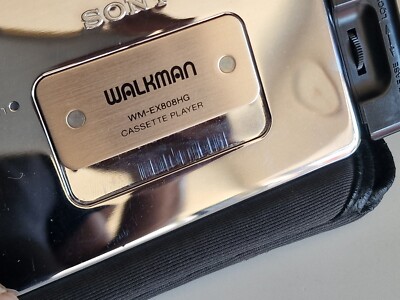 SONY
WALKMAN
WM-EX808HG
CASSETTE PLAYER